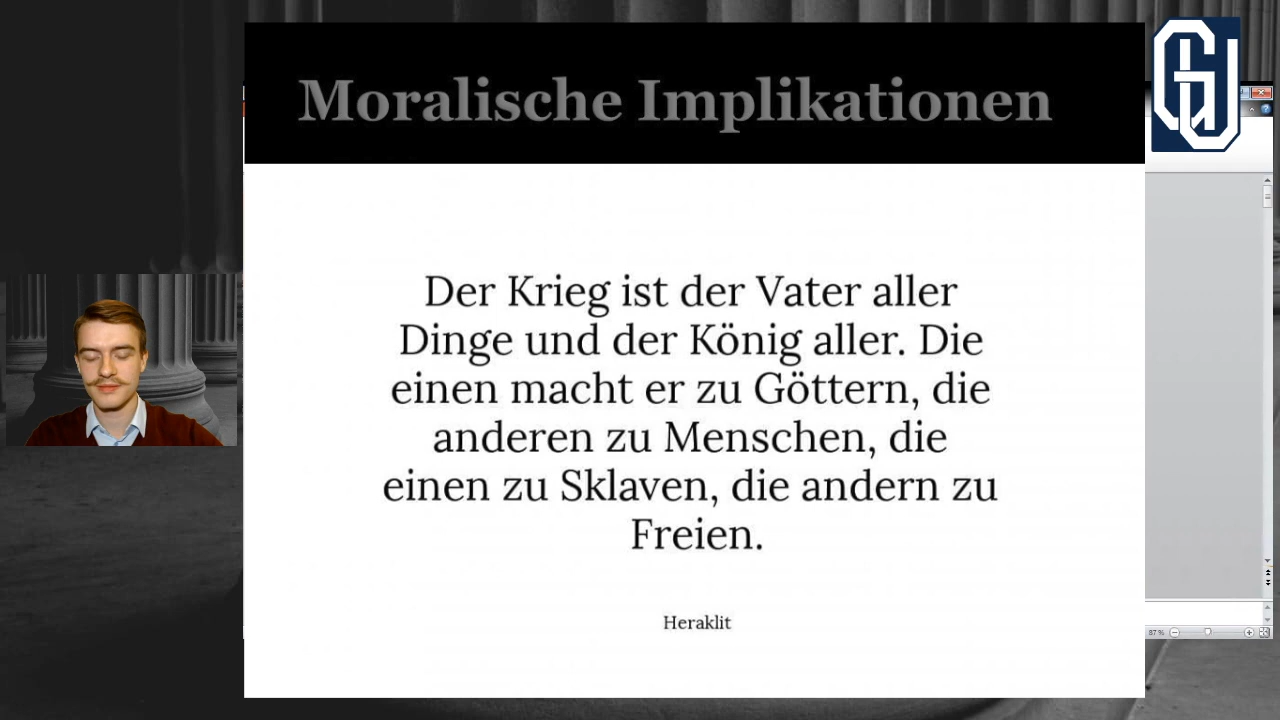 Moralische Implikationen
Der Krieg ist der Vater aller
Dinge und der König aller. Die
einen macht er zu Göttern, die
anderen zu Menschen, die
einen zu Sklaven, die andern zu
Freien.
Heraklit
87 %